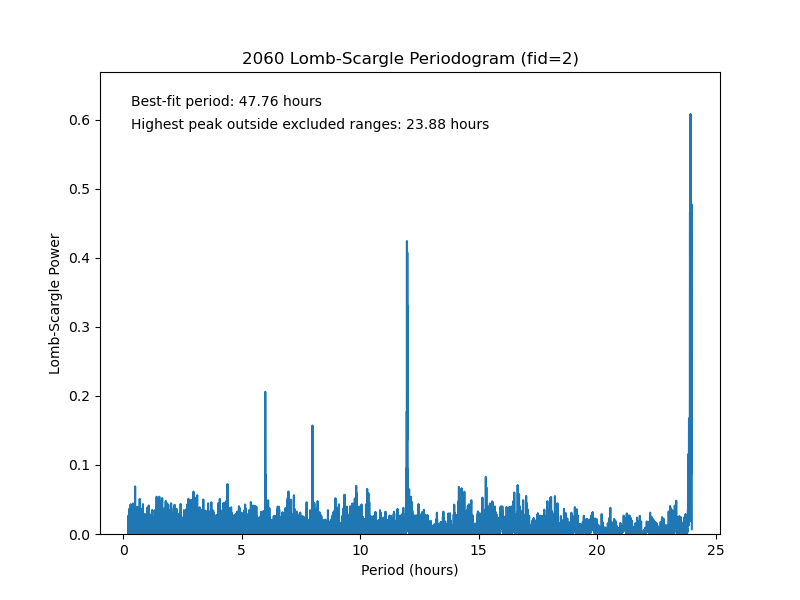 2060 Lomb-Scargle Periodogram (fid=2)
Best-fit period: 47.76 hours
Highest peak outside excluded ranges: 23.88 hours
0.6
0.5
0.4
0.3
0.2
0.1
0.0
Lomb-Scargle Power
0 5 10 15 20 25
Period (hours)